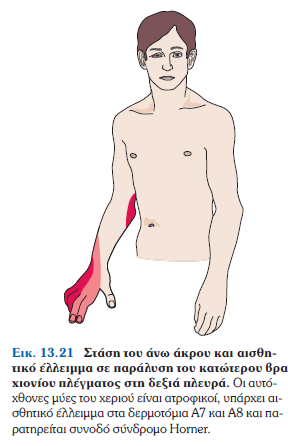 Εικ. 13.21 Στάση του άνω άκρου και αισθη-
τικό έλλειμμα σε παράλυση του κατώτερου βρα
χιονίου πλέγματος στη δεξιά πλευρά. Οι αυτό-
χθονες μύες του χεριού είναι ατροφικοί, υπάρχει αι-
σθητικό έλλειμμα στα δερμοτόμια Α7 και Α8 και πα-
ρατηρείται συνοδό σύνδρομο Horner.